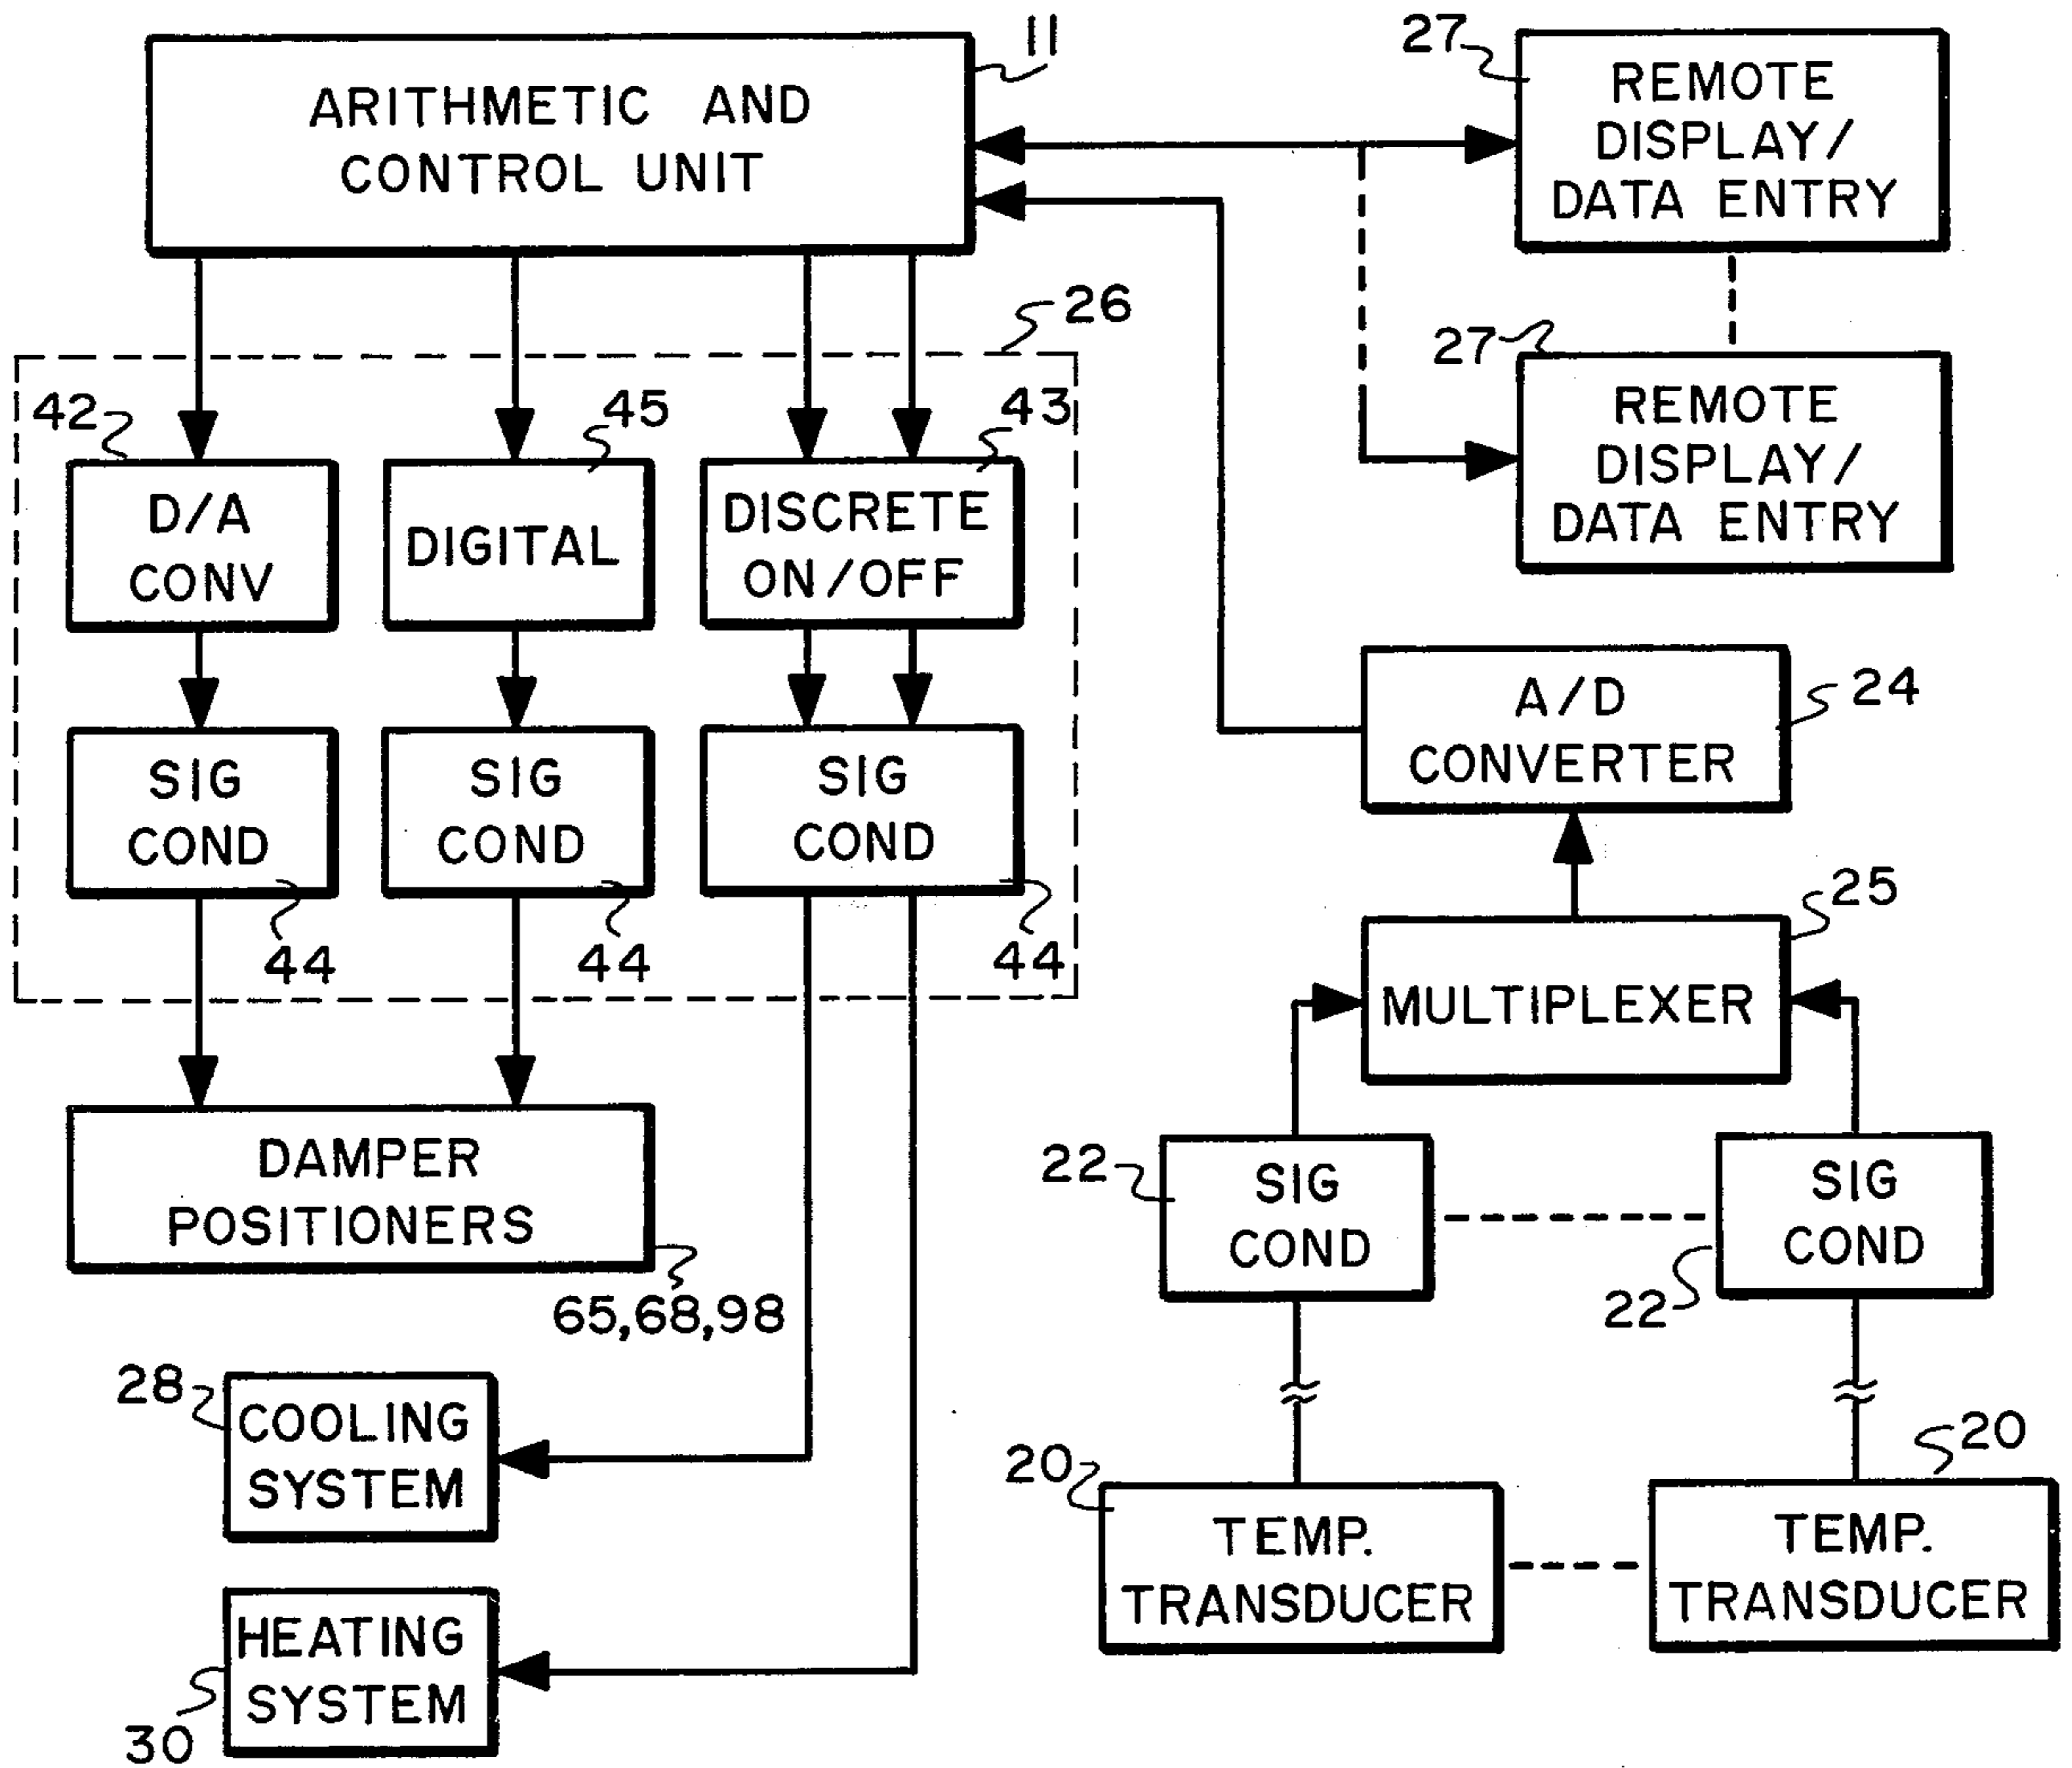 11
ARITHMETIC AND
CONTROL UNIT
27
REMOTE
DISPLAY/
DATA ENTRY
26
27
REMOTE
DISPLAY/
DATA ENTRY
42
45
43
D/A
CONV
DIGITAL
DISCRETE
ON/OFF
SIG
COND
SIG
COND
SIG
COND
44
44
44
A/D
CONVERTER
24
25
MULTIPLEXER
DAMPER
POSITIONERS
65,68,98
22
SIG
COND
SIG
COND
22
28
COOLING
SYSTEM
20
TEMP.
TRANSDUCER
20
TEMP.
TRANSDUCER
HEATING
SYSTEM
30